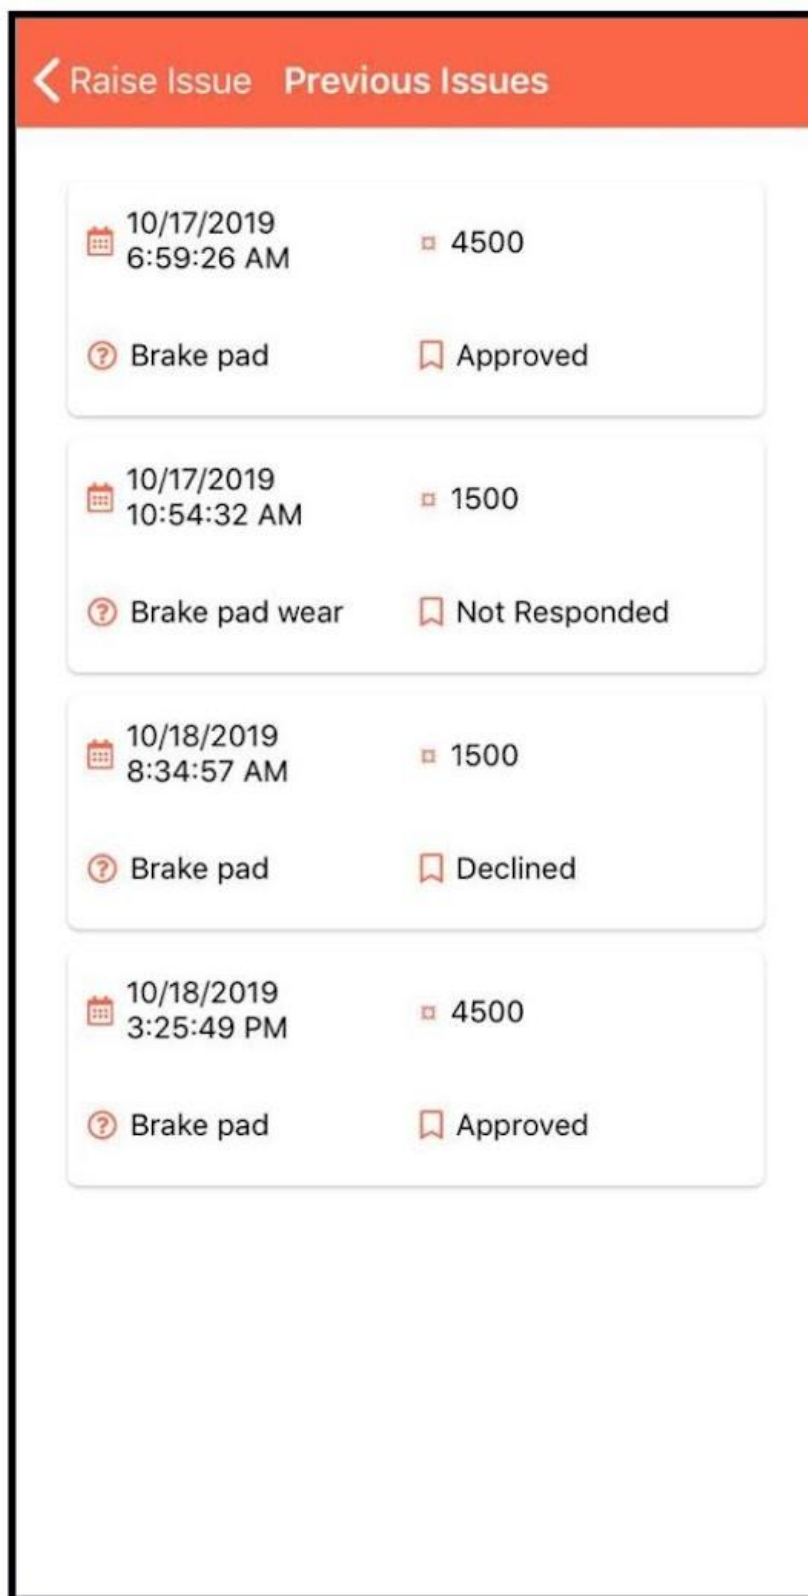 Raise Issue Previous Issues
10/17/2019
6:59:26 AM
¤ 4500
Brake pad
Approved
10/17/2019
10:54:32 AM
¤ 1500
Brake pad wear
Not Responded
10/18/2019
8:34:57 AM
¤ 1500
Brake pad
Declined
10/18/2019
3:25:49 PM
¤ 4500
Brake pad
Approved